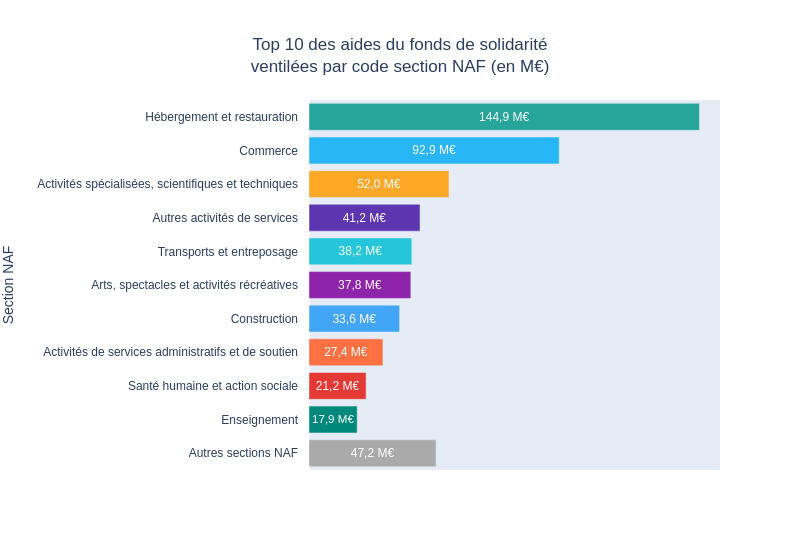 Top 10 des aides du fonds de solidarité
ventilées par code section NAF (en M€)
Section NAF
Hébergement et restauration 144,9 M€
Commerce 92,9 M€
Activités spécialisées, scientifiques et techniques 52,0 M€
Autres activités de services 41,2 M€
Transports et entreposage 38,2 M€
Arts, spectacles et activités récréatives 37,8 M€
Construction 33,6 M€
Activités de services administratifs et de soutien 27,4 M€
Santé humaine et action sociale 21,2 M€
Enseignement 17,9 M€
Autres sections NAF 47,2 M€